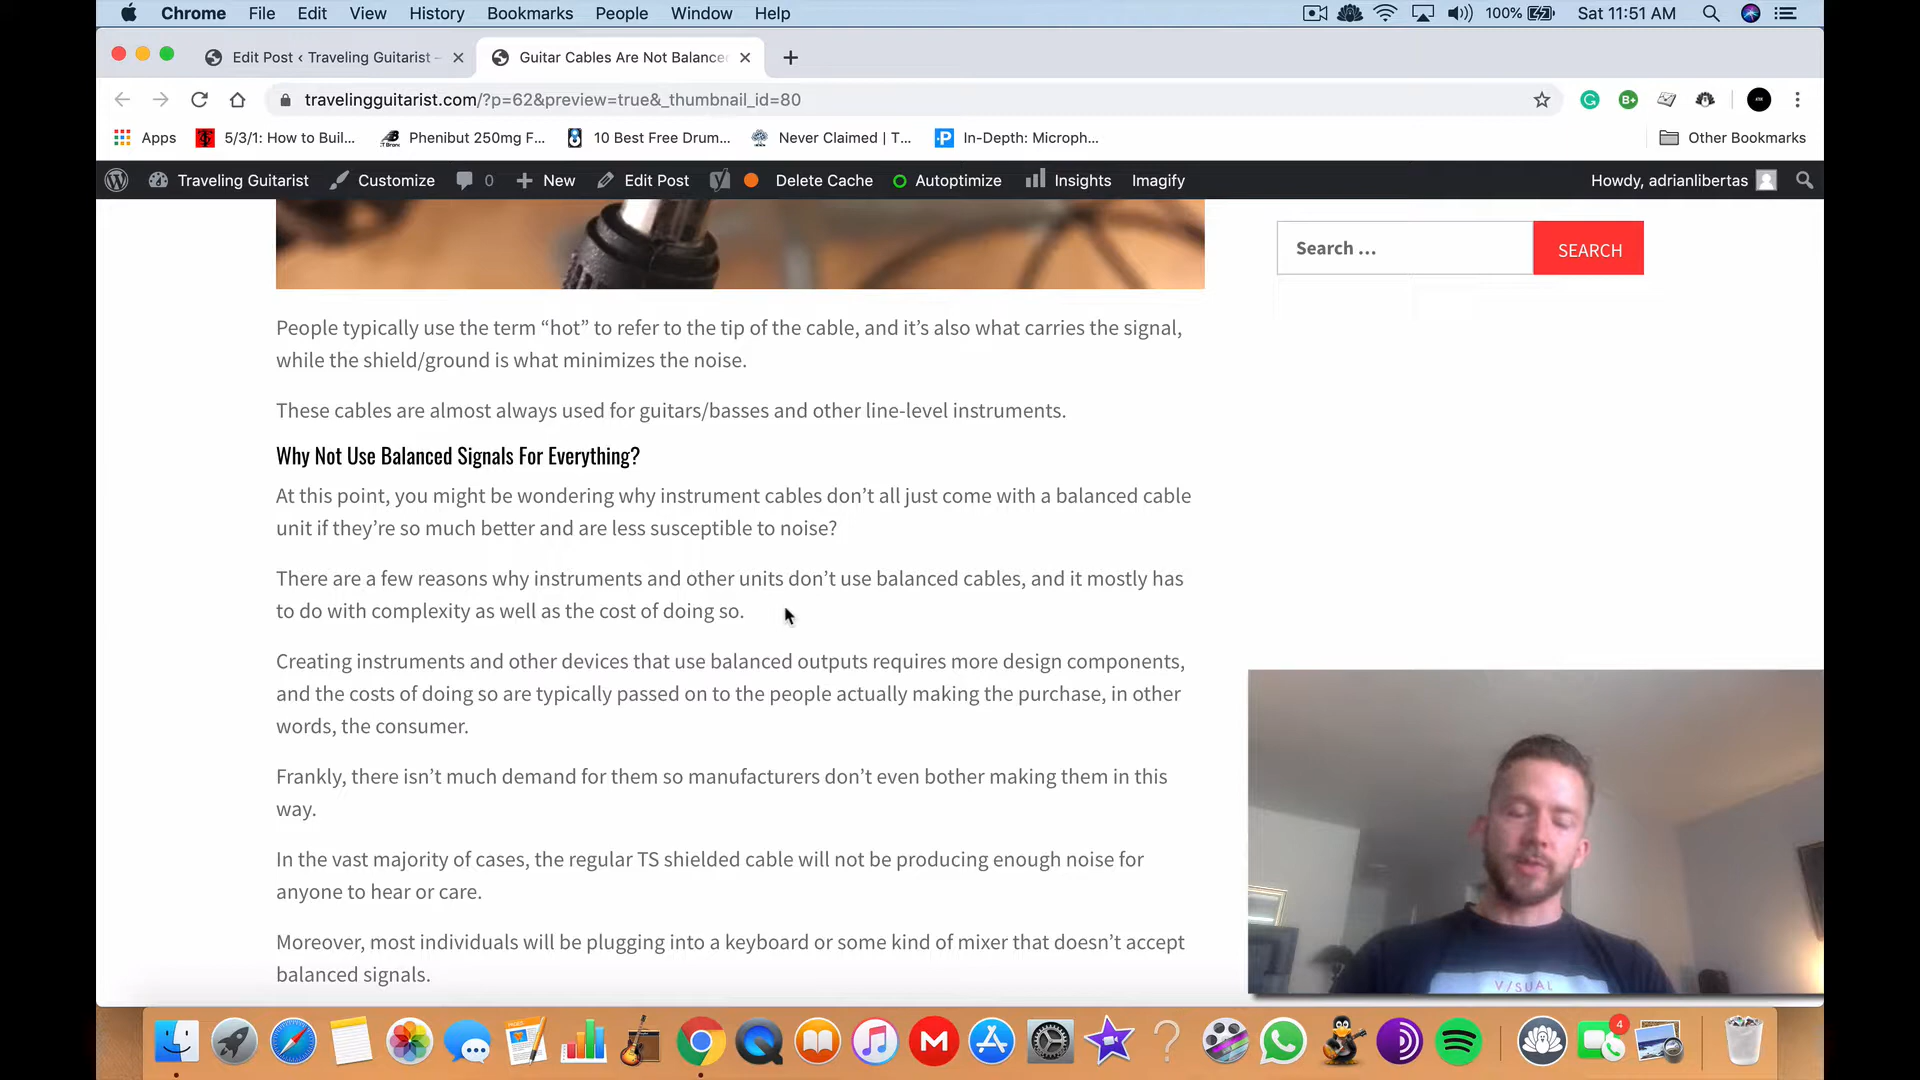 Chrome File Edit View History Bookmarks People Window Help 100% Sat 11:51 AM
Edit Post ‹ Traveling Guitarist – Guitar Cables Are Not Balance
travelingguitarist.com/?p=62&preview=true&_thumbnail_id=80
Apps 5/3/1: How to Buil... Phenibut 250mg F... 10 Best Free Drum... Never Claimed | T... In-Depth: Microph... Other Bookmarks
Traveling Guitarist Customize 0 New Edit Post Delete Cache Autoptimize Insights Imagify Howdy, adrianlibertas
Search ... SEARCH
People typically use the term “hot” to refer to the tip of the cable, and it’s also what carries the signal,
while the shield/ground is what minimizes the noise.
These cables are almost always used for guitars/basses and other line-level instruments.
Why Not Use Balanced Signals For Everything?
At this point, you might be wondering why instrument cables don’t all just come with a balanced cable
unit if they’re so much better and are less susceptible to noise?
There are a few reasons why instruments and other units don’t use balanced cables, and it mostly has
to do with complexity as well as the cost of doing so.
Creating instruments and other devices that use balanced outputs requires more design components,
and the costs of doing so are typically passed on to the people actually making the purchase, in other
words, the consumer.
Frankly, there isn’t much demand for them so manufacturers don’t even bother making them in this
way.
In the vast majority of cases, the regular TS shielded cable will not be producing enough noise for
anyone to hear or care.
Moreover, most individuals will be plugging into a keyboard or some kind of mixer that doesn’t accept
balanced signals.
V/SUAL
4